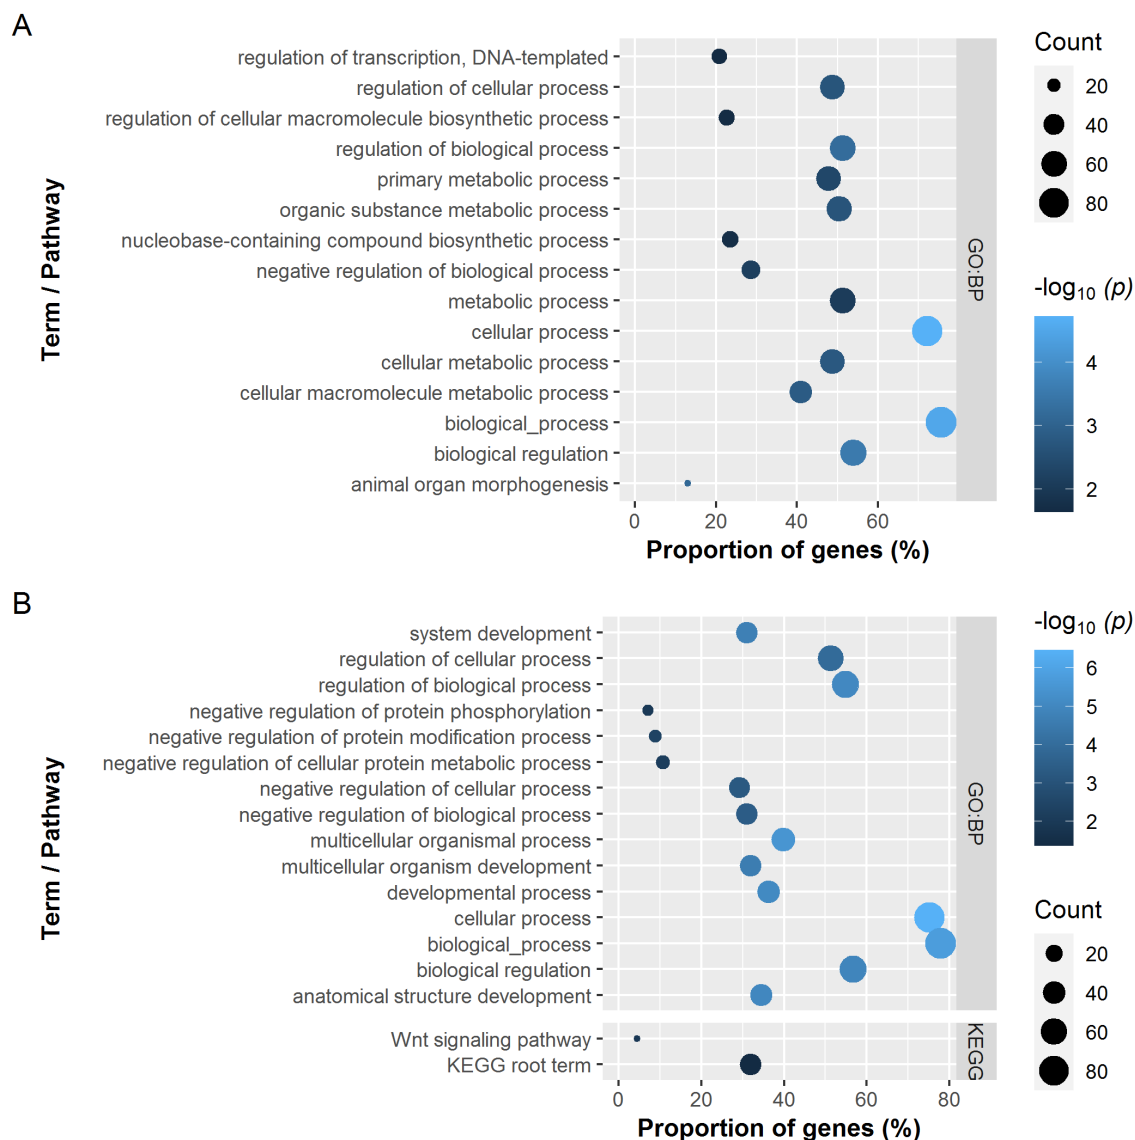 A
regulation of transcription, DNA-templated
regulation of cellular process
regulation of cellular macromolecule biosynthetic process
regulation of biological process
primary metabolic process
organic substance metabolic process
nucleobase-containing compound biosynthetic process
negative regulation of biological process
metabolic process
cellular process
cellular metabolic process
cellular macromolecule metabolic process
biological_process
biological regulation
animal organ morphogenesis
Term / Pathway
0 20 40 60
Proportion of genes (%)
GO:BP
Count
20
40
60
80
-log10 (p)
4
3
2
B
system development
regulation of cellular process
regulation of biological process
negative regulation of protein phosphorylation
negative regulation of protein modification process
negative regulation of cellular protein metabolic process
negative regulation of cellular process
negative regulation of biological process
multicellular organismal process
multicellular organism development
developmental process
cellular process
biological_process
biological regulation
anatomical structure development
Wnt signaling pathway
KEGG root term
Term / Pathway
0 20 40 60 80
Proportion of genes (%)
GO:BP
KEGG
-log10 (p)
6
5
4
3
2
Count
20
40
60
80